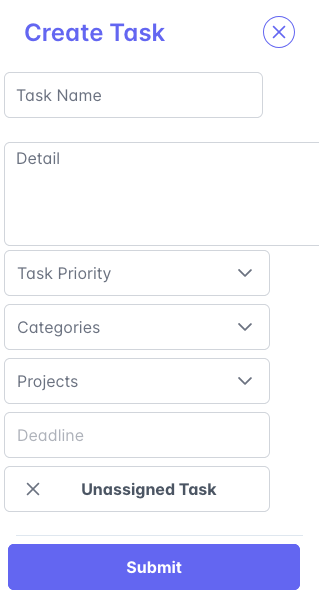 Create Task
Task Name
Detail
Task Priority
Categories
Projects
Deadline
Unassigned Task
Submit